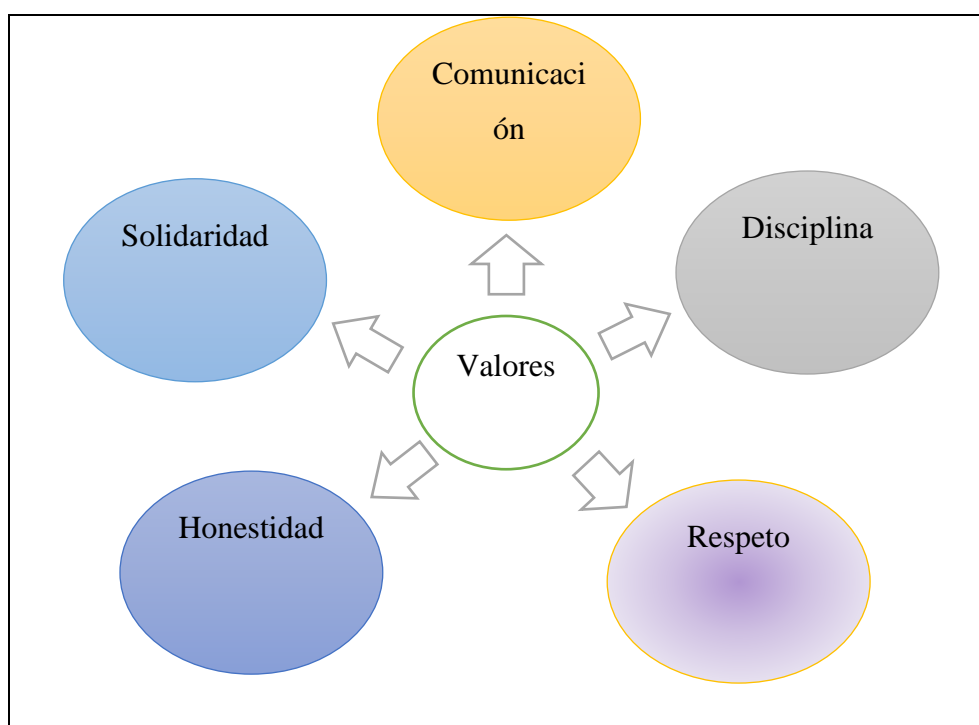 Comunicaci
ón
Solidaridad
Disciplina
Valores
Honestidad
Respeto